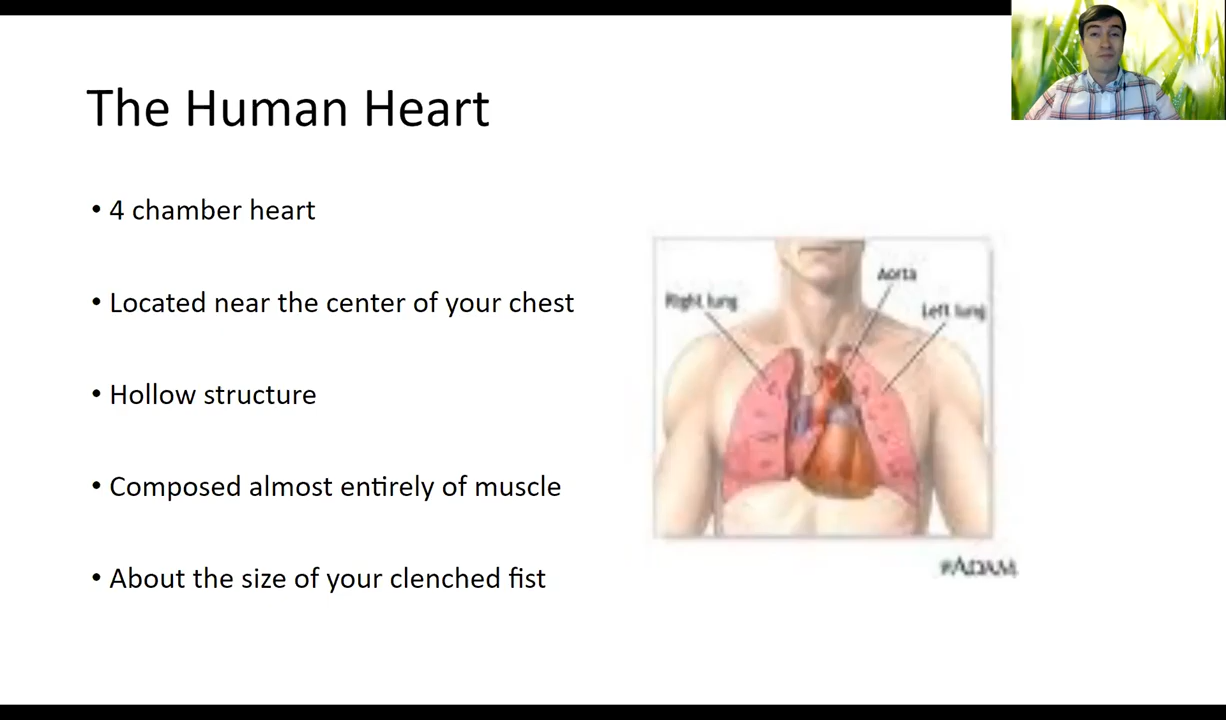 The Human Heart
• 4 chamber heart
• Located near the center of your chest
• Hollow structure
• Composed almost entirely of muscle
• About the size of your clenched fist
Aorta
Right lung
Left lung
ADAM